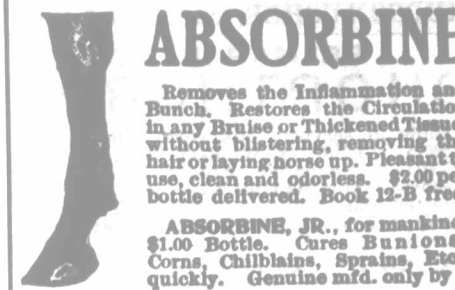 ABSORBINE
Removes the Inflammation an
Bunch. Restores the Circulatio
in any Bruise or Thickened Tissue
without blistering, removing th
hair or laying horse up. Pleasant t
use, clean and odorless. $2.00 pe
bottle delivered. Book 12-B free
ABSORBINE, JR., for mankind
$1.00 Bottle. Cures Bunions
Corns, Chilblains, Sprains, Etc
quickly. Genuine mfd. only by